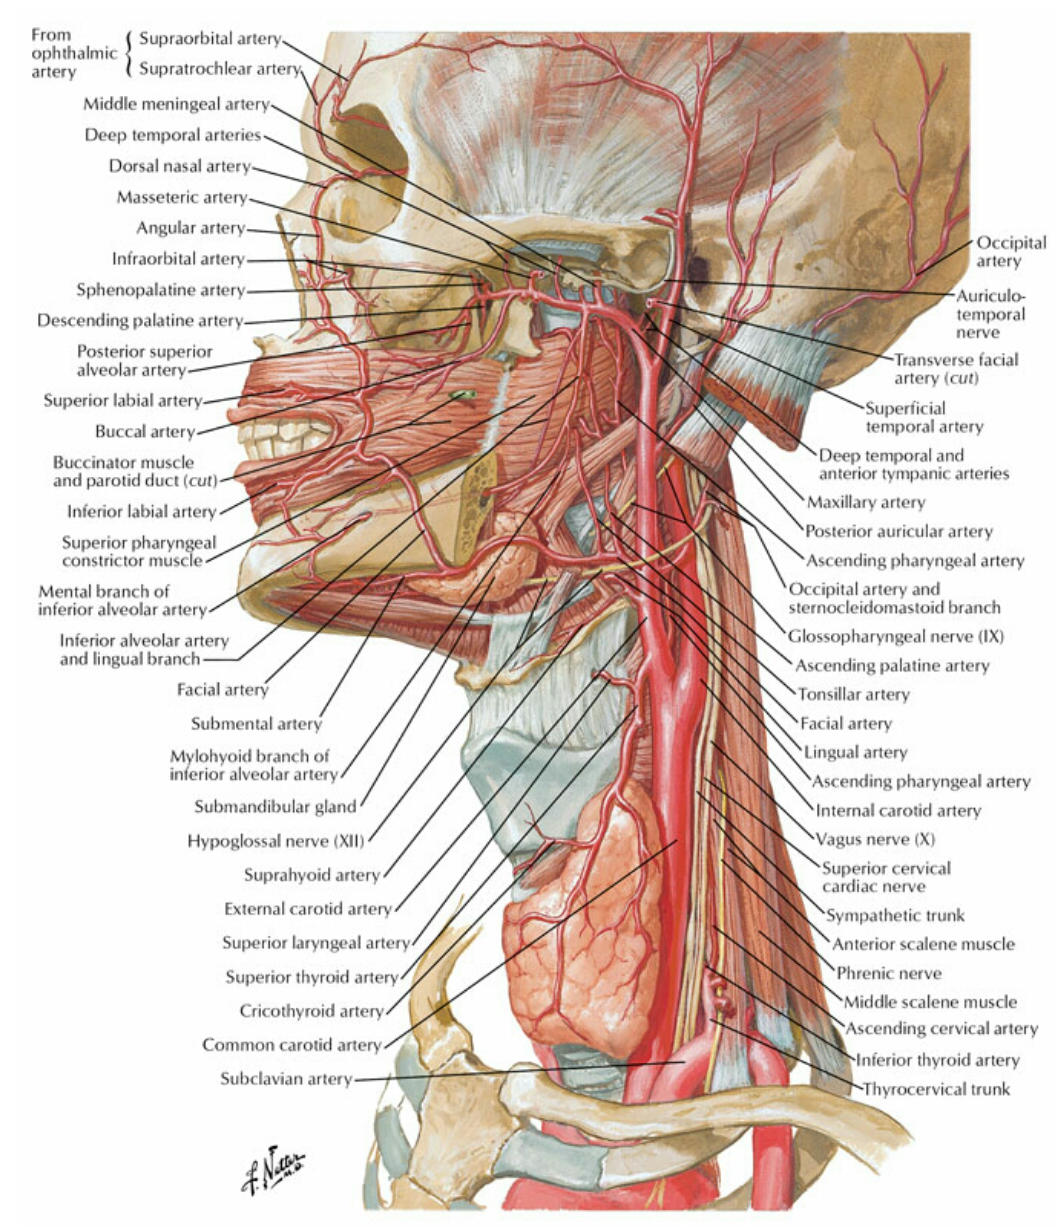 From
ophthalmic
artery
Supraorbital artery
Supratrochlear artery
Middle meningeal artery
Deep temporal arteries
Dorsal nasal artery
Masseteric artery
Angular artery
Infraorbital artery
Sphenopalatine artery
Descending palatine artery
Posterior superior
alveolar artery
Superior labial artery
Buccal artery
Buccinator muscle
and parotid duct (cut)
Inferior labial artery
Superior pharyngeal
constrictor muscle
Mental branch of
inferior alveolar artery
Inferior alveolar artery
and lingual branch
Facial artery
Submental artery
Mylohyoid branch of
inferior alveolar artery
Submandibular gland
Hypoglossal nerve (XII)
Suprahyoid artery
External carotid artery
Superior laryngeal artery
Superior thyroid artery
Cricothyroid artery
Common carotid artery
Subclavian artery
Occipital
artery
Auriculo-
temporal
nerve
Transverse facial
artery (cut)
Superficial
temporal artery
Deep temporal and
anterior tympanic arteries
Maxillary artery
Posterior auricular artery
Ascending pharyngeal artery
Occipital artery and
sternocleidomastoid branch
Glossopharyngeal nerve (IX)
Ascending palatine artery
Tonsillar artery
Facial artery
Lingual artery
Ascending pharyngeal artery
Internal carotid artery
Vagus nerve (X)
Superior cervical
cardiac nerve
Sympathetic trunk
Anterior scalene muscle
Phrenic nerve
Middle scalene muscle
Ascending cervical artery
Inferior thyroid artery
Thyrocervical trunk
F. Netter
M.D.